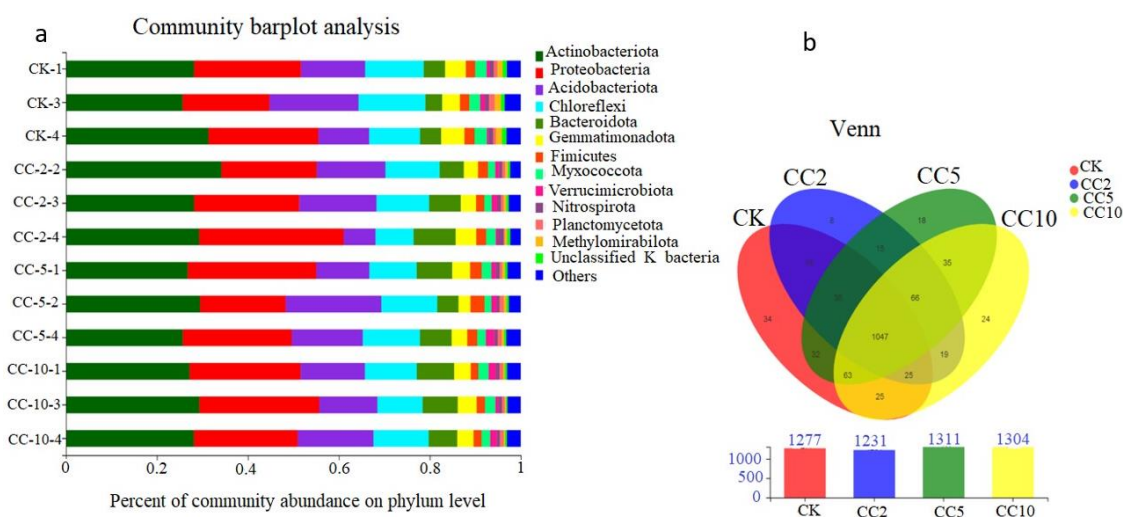 a
Community barplot analysis
CK-1
CK-3
CK-4
CC-2-2
CC-2-3
CC-2-4
CC-5-1
CC-5-2
CC-5-4
CC-10-1
CC-10-3
CC-10-4
0
0.2
0.4
0.6
0.8
1
Percent of community abundance on phylum level
Actinobacteriota
Proteobacteria
Acidobacteriota
Chloreflexi
Bacteroidota
Gemmatimonadota
Fimicutes
Myxococcota
Verrucimicrobiota
Nitrospirota
Planctomycetota
Methylomirabilota
Unclassified K bacteria
Others
b
Venn
CC2
CC5
CK
CC10
CK
CC2
CC5
CC10
18
35
66
34
24
1047
19
63
25
1277
1231
1311
1304
1000
500
0
CK
CC2
CC5
CC10